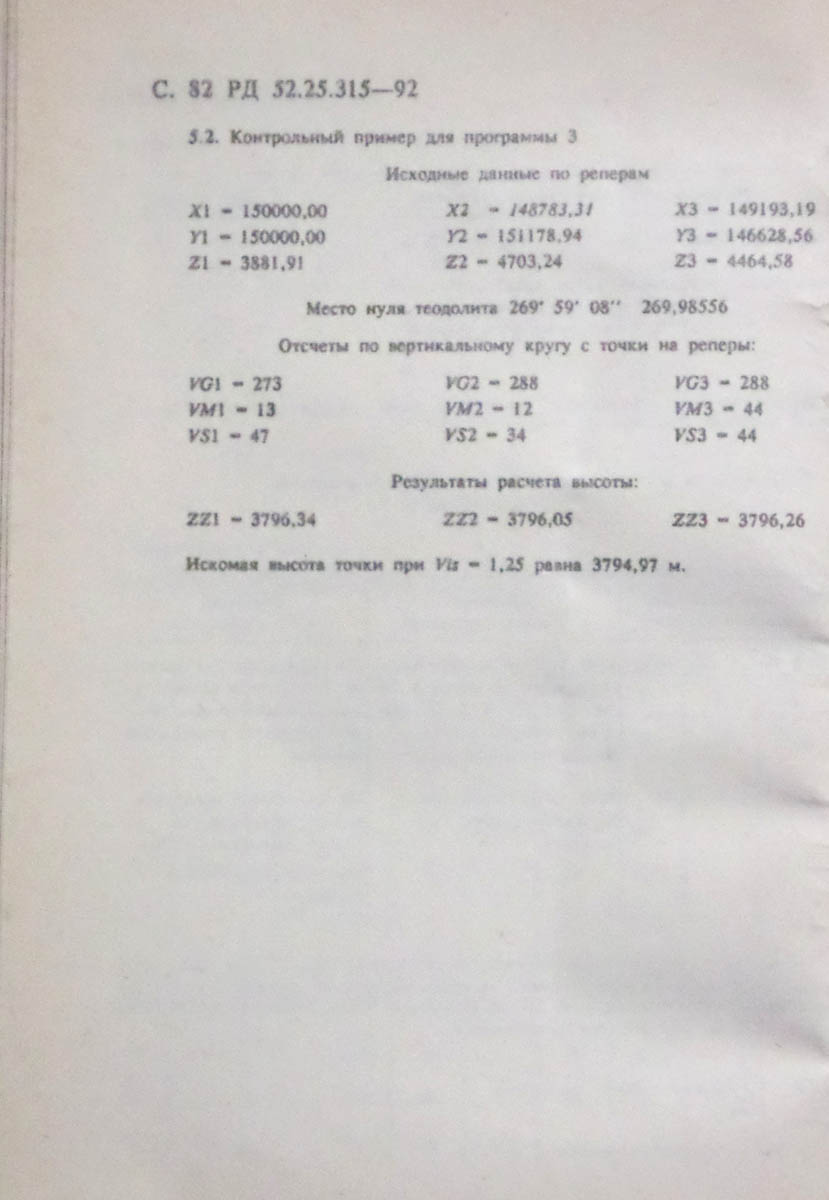 С. 82 РД 52.25.315—92
5.2. Контрольный пример для программы 3
Исходные данные по реперам
X1 = 150000,00 X2 = 148783,31 X3 = 149193,19
Y1 = 150000,00 Y2 = 151178,94 Y3 = 146628,56
Z1 = 3881,91 Z2 = 4703,24 Z3 = 4464,58
Место нуля теодолита 269° 59' 08'' 269,98556
Отсчеты по вертикальному кругу с точки на реперы:
VG1 = 273 VG2 = 288 VG3 = 288
VM1 = 13 VM2 = 12 VM3 = 44
VS1 = 47 VS2 = 34 VS3 = 44
Результаты расчета высоты:
ZZ1 = 3796,34 ZZ2 = 3796,05 ZZ3 = 3796,26
Искомая высота точки при Vis = 1,25 равна 3794,97 м.